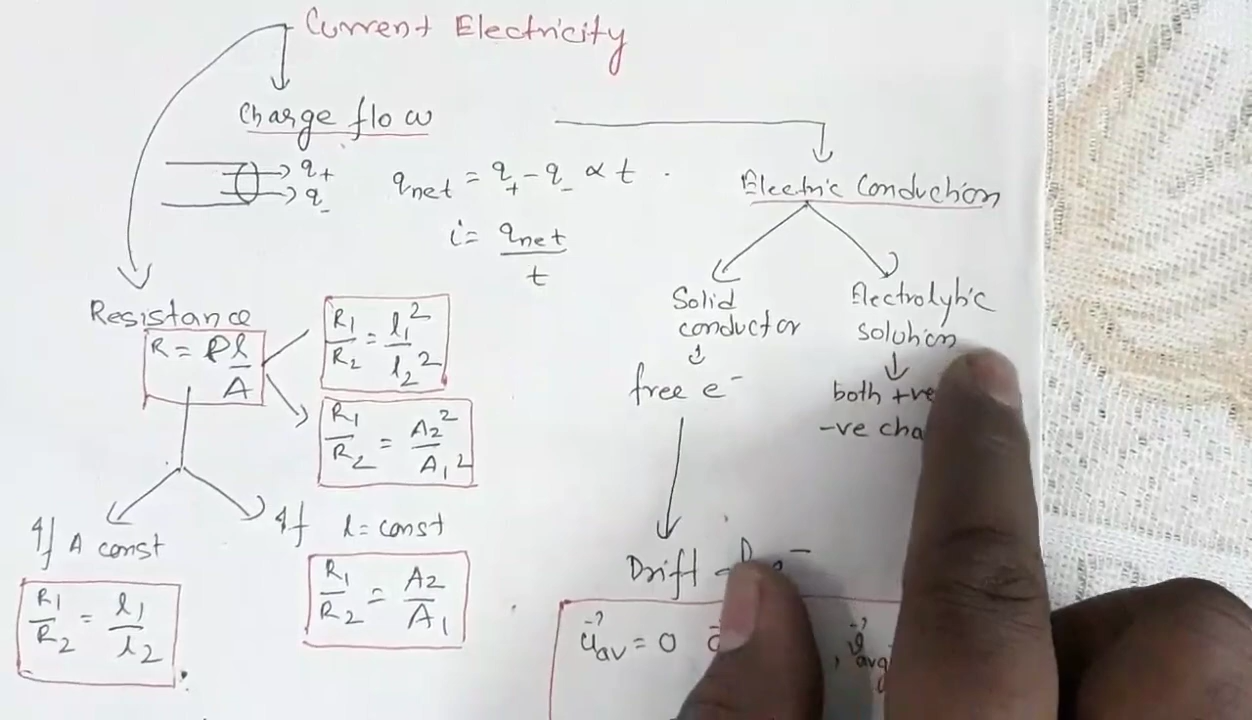 Current Electricity
Charge flow
q+
q-
qnet = q+ - q- ∝ t
i = qnet / t
Electric Conduction
Solid
conductor
free e-
Electrolytic
solution
both +ve
-ve
Resistance
R = ρl / A
R1 / R2 = l1² / l2²
R1 / R2 = A2² / A1²
If A const
R1 / R2 = l1 / l2
If l = const
R1 / R2 = A2 / A1
Drift
u⃗av = 0
, v⃗avg